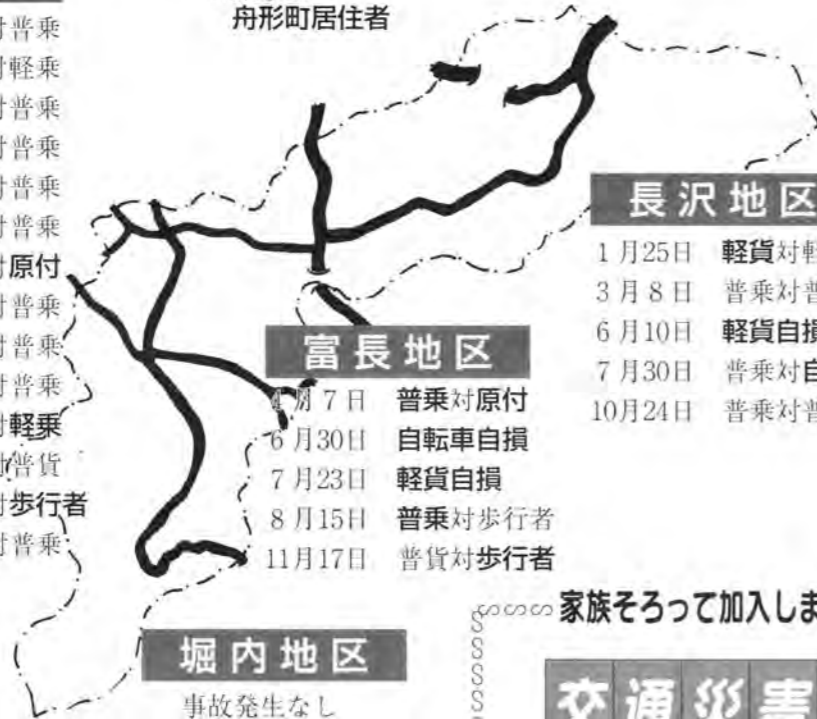 舟形町居住者
対普乗
対軽乗
対普乗
対普乗
対普乗
対普乗
対原付
対普乗
対普乗
対普乗
対軽乗
対普貨
対歩行者
対普乗
長沢地区
1月25日 軽貨対軽
3月8日 普乗対普
6月10日 軽貨自損
7月30日 普乗対自
10月24日 普乗対普
富長地区
4月7日 普乗対原付
6月30日 自転車自損
7月23日 軽貨自損
8月15日 普乗対歩行者
11月17日 普貨対歩行者
堀内地区
事故発生なし
家族そろって加入しま
交通災害